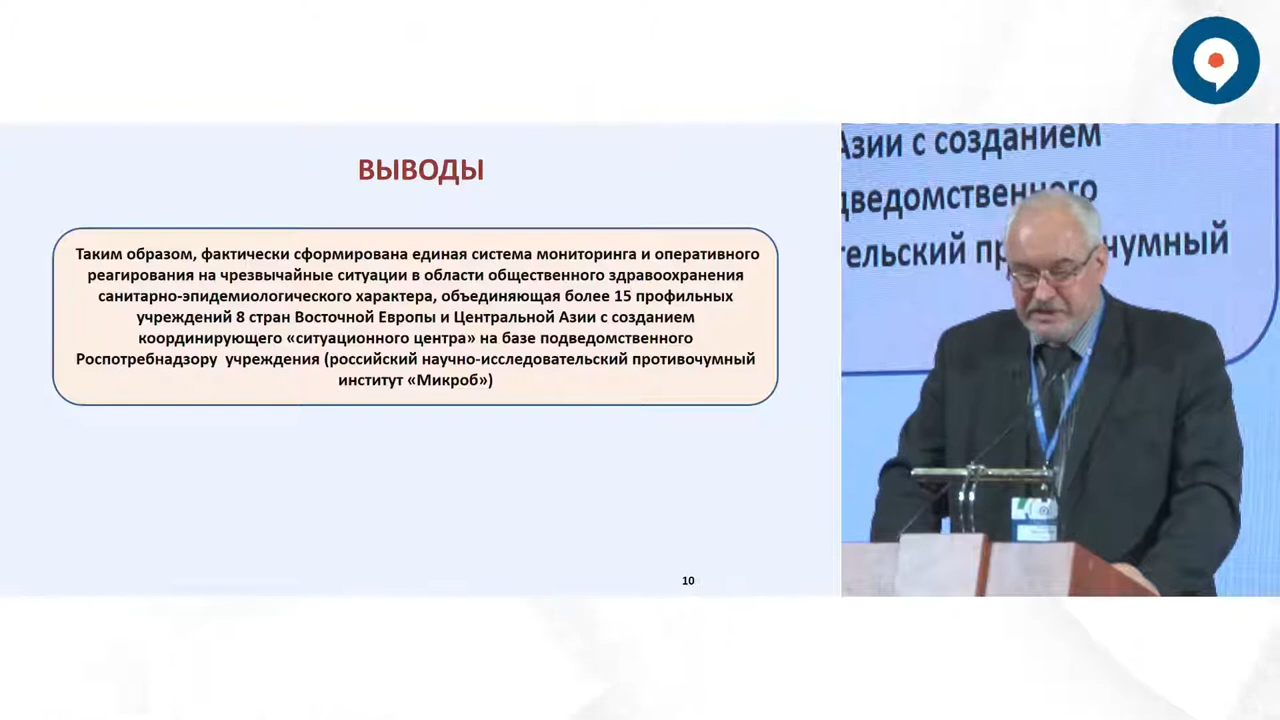 ВЫВОДЫ
Таким образом, фактически сформирована единая система мониторинга и оперативного
реагирования на чрезвычайные ситуации в области общественного здравоохранения
санитарно-эпидемиологического характера, объединяющая более 15 профильных
учреждений 8 стран Восточной Европы и Центральной Азии с созданием
координирующего «ситуационного центра» на базе подведомственного
Роспотребнадзору учреждения (российский научно-исследовательский противочумный
институт «Микроб»)
10
Азии с созданием
дведомственного
тельский пр чумный